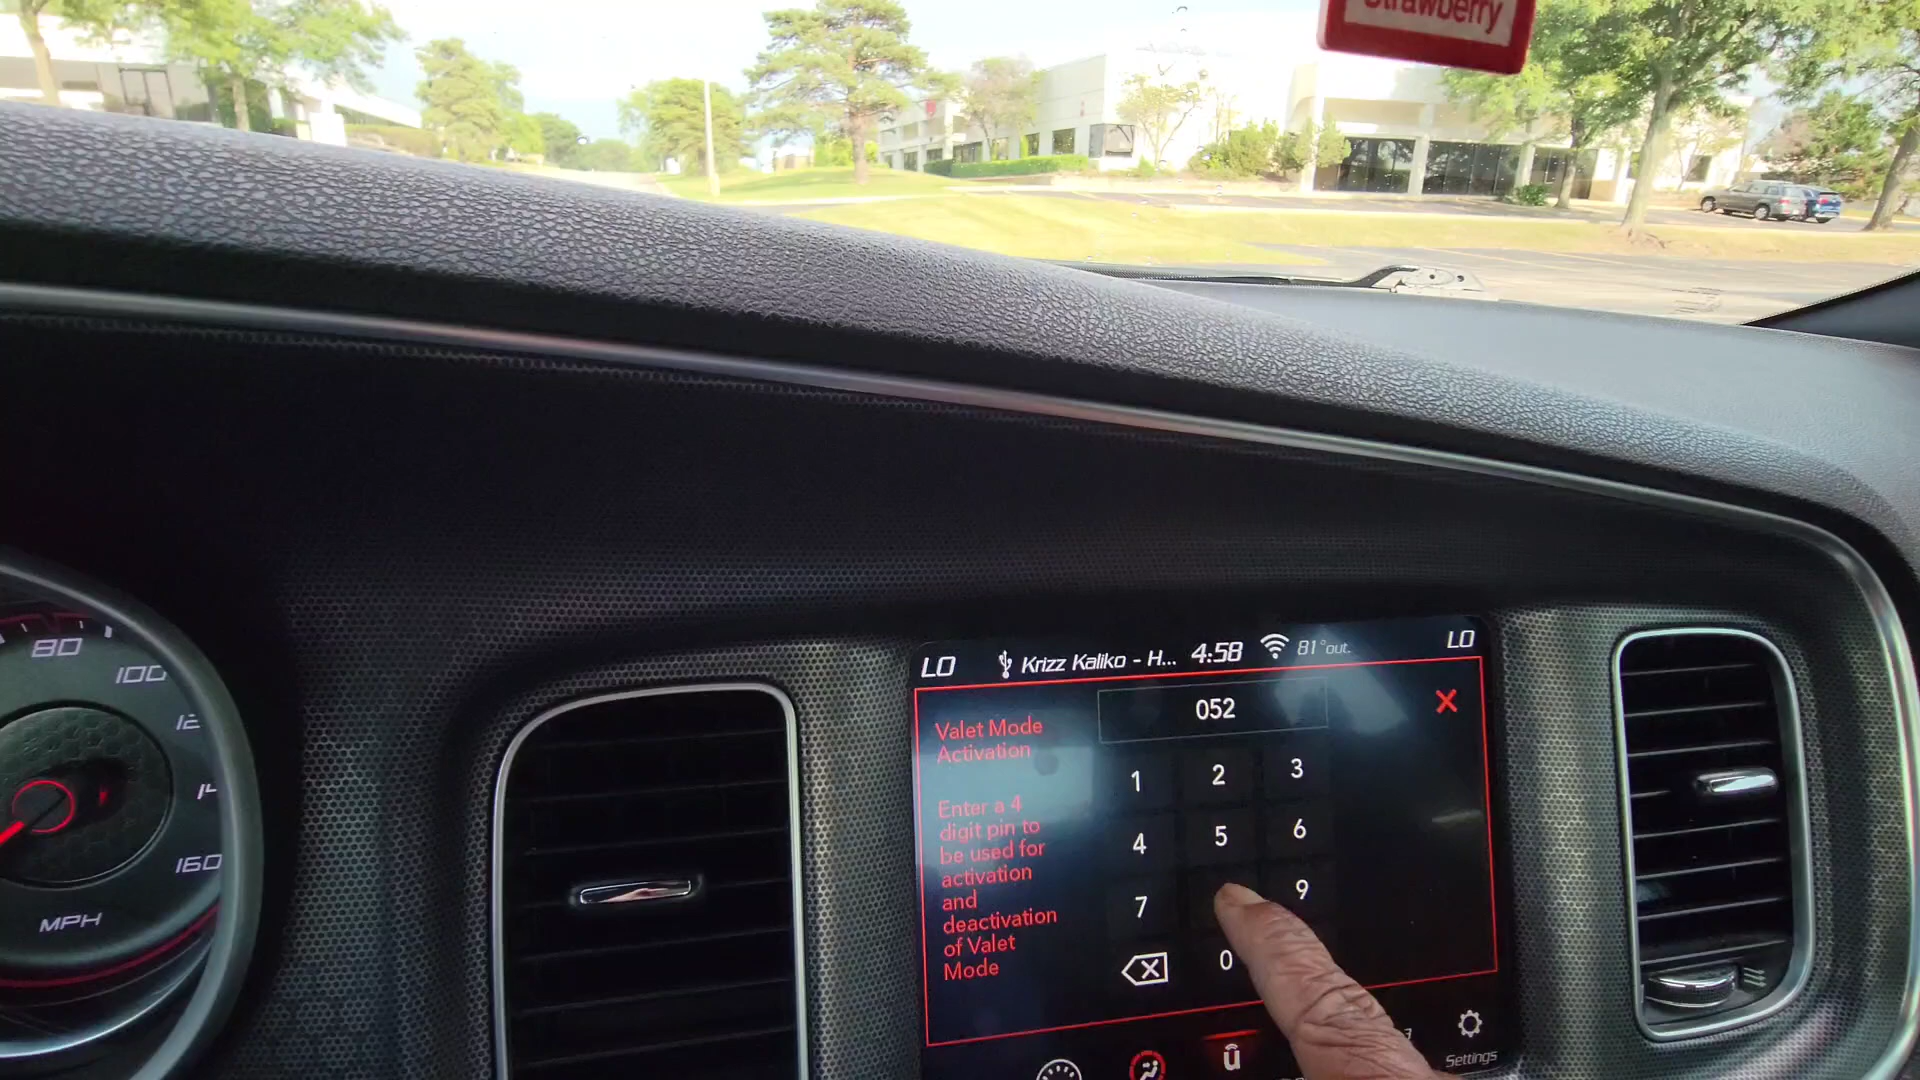 Strawberry
80
100
160
MPH
LO
Krizz Kaliko - H...
4:58
81°out.
LO
Valet Mode
Activation
052
Enter a 4
digit pin to
be used for
activation
and
deactivation
of Valet
Mode
1
2
3
4
5
6
7
9
0
Settings